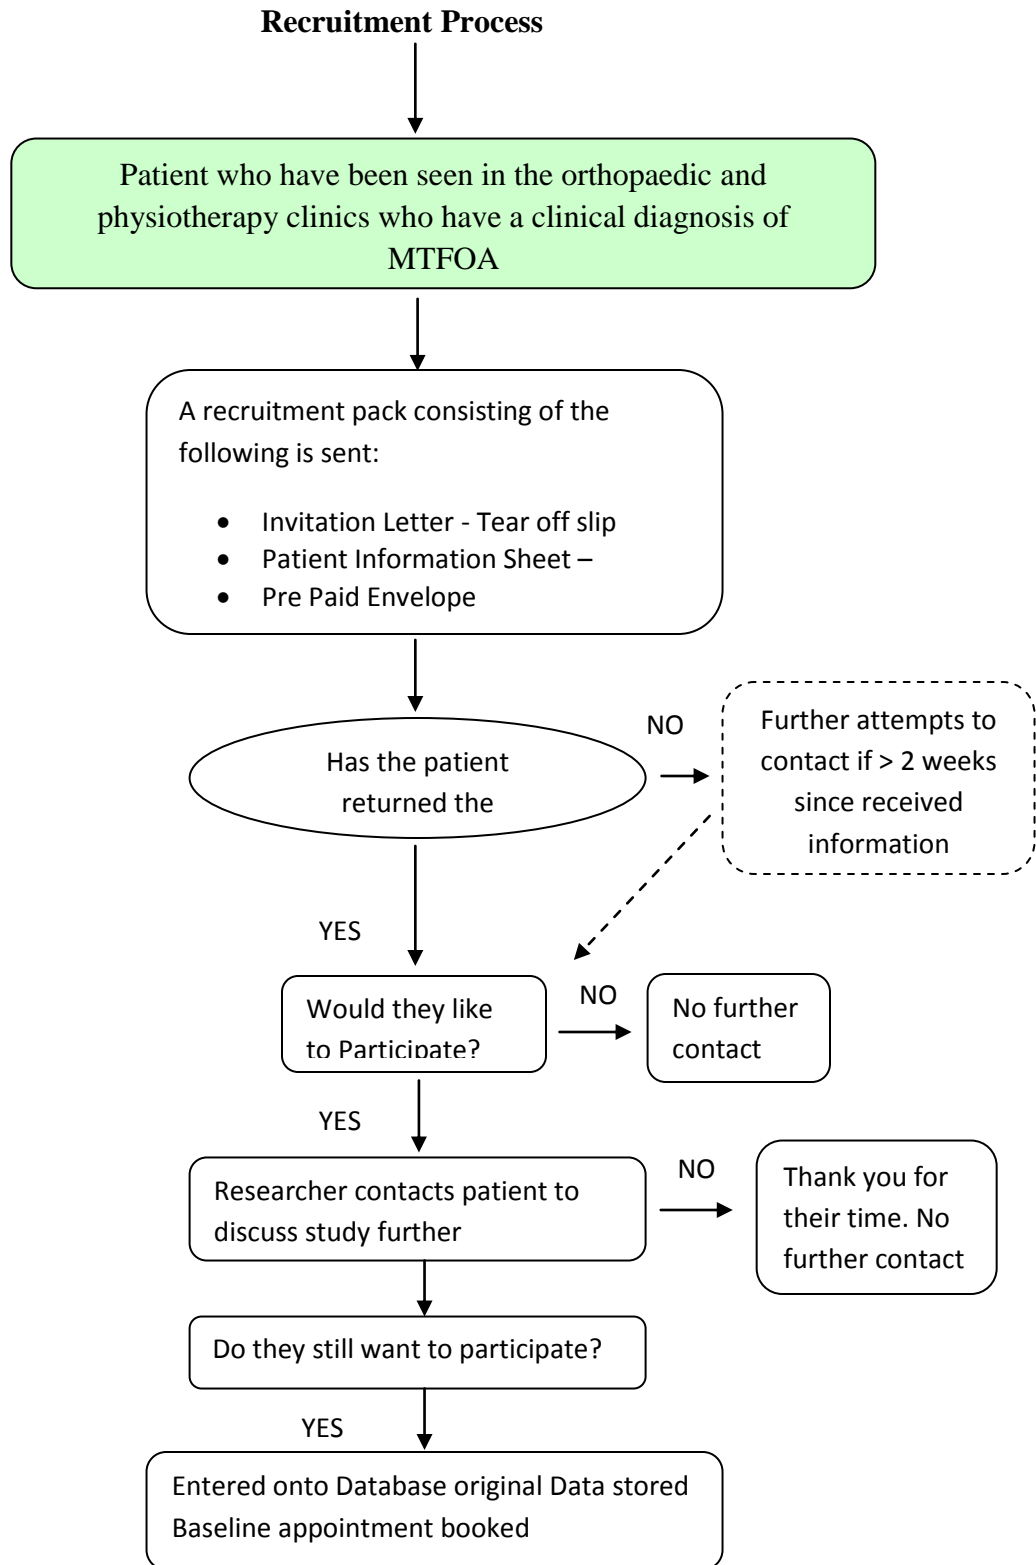 Recruitment Process
Patient who have been seen in the orthopaedic and
physiotherapy clinics who have a clinical diagnosis of
MTFOA
A recruitment pack consisting of the
following is sent:
• Invitation Letter - Tear off slip
• Patient Information Sheet –
• Pre Paid Envelope
Has the patient
returned the
NO
Further attempts to
contact if > 2 weeks
since received
information
YES
Would they like
to Participate?
NO
No further
contact
YES
Researcher contacts patient to
discuss study further
NO
Thank you for
their time. No
further contact
Do they still want to participate?
YES
Entered onto Database original Data stored
Baseline appointment booked